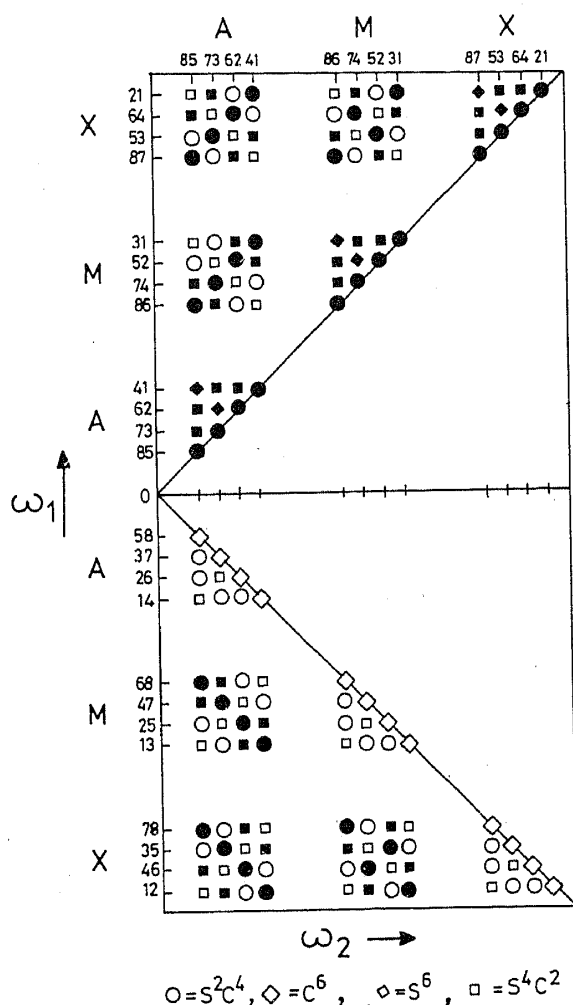 A M X
85 73 62 41 86 74 52 31 87 53 64 21
21
X 64
53
87
31
M 52
74
86
41
A 62
73
85
ω₁ 0
58
A 37
26
14
68
M 47
25
13
78
X 35
46
12
ω₂
○=S²C⁴, ◇=C⁶, ◇=S⁶, □=S⁴C²